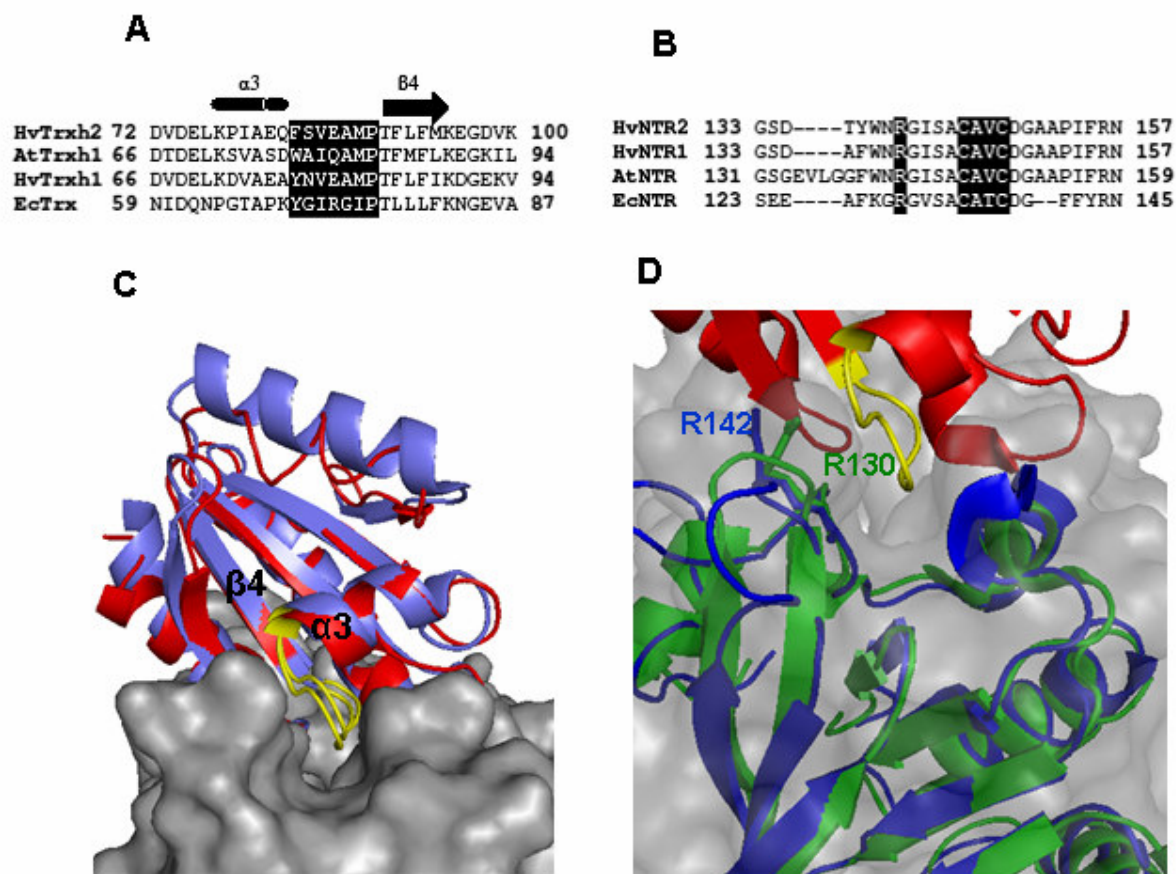 A
α3 β4
HvTrxh2 72 DVDELKPIAEQFSVEAMPTFLFMKEGDVK 100
AtTrxh1 66 DTDELKSVASDWAIQAMPTFMFLKEGKIL 94
HvTrxh1 66 DVDELKDVAEAYNVEAMPTFLFIKDGEKV 94
EcTrx 59 NIDQNPGTAPKYGIRGIPTLLLFKNGEVA 87
B
HvNTR2 133 GSD----TYWNRGISACAVCDGAAPIFRN 157
HvNTR1 133 GSD----AFWNRGISACAVCDGAAPIFRN 157
AtNTR 131 GSGEVLGGFWNRGISACAVCDGAAPIFRN 159
EcNTR 123 SEE----AFKGRGVSACATCDG--FFYRN 145
C
β4
α3
D
R142
R130